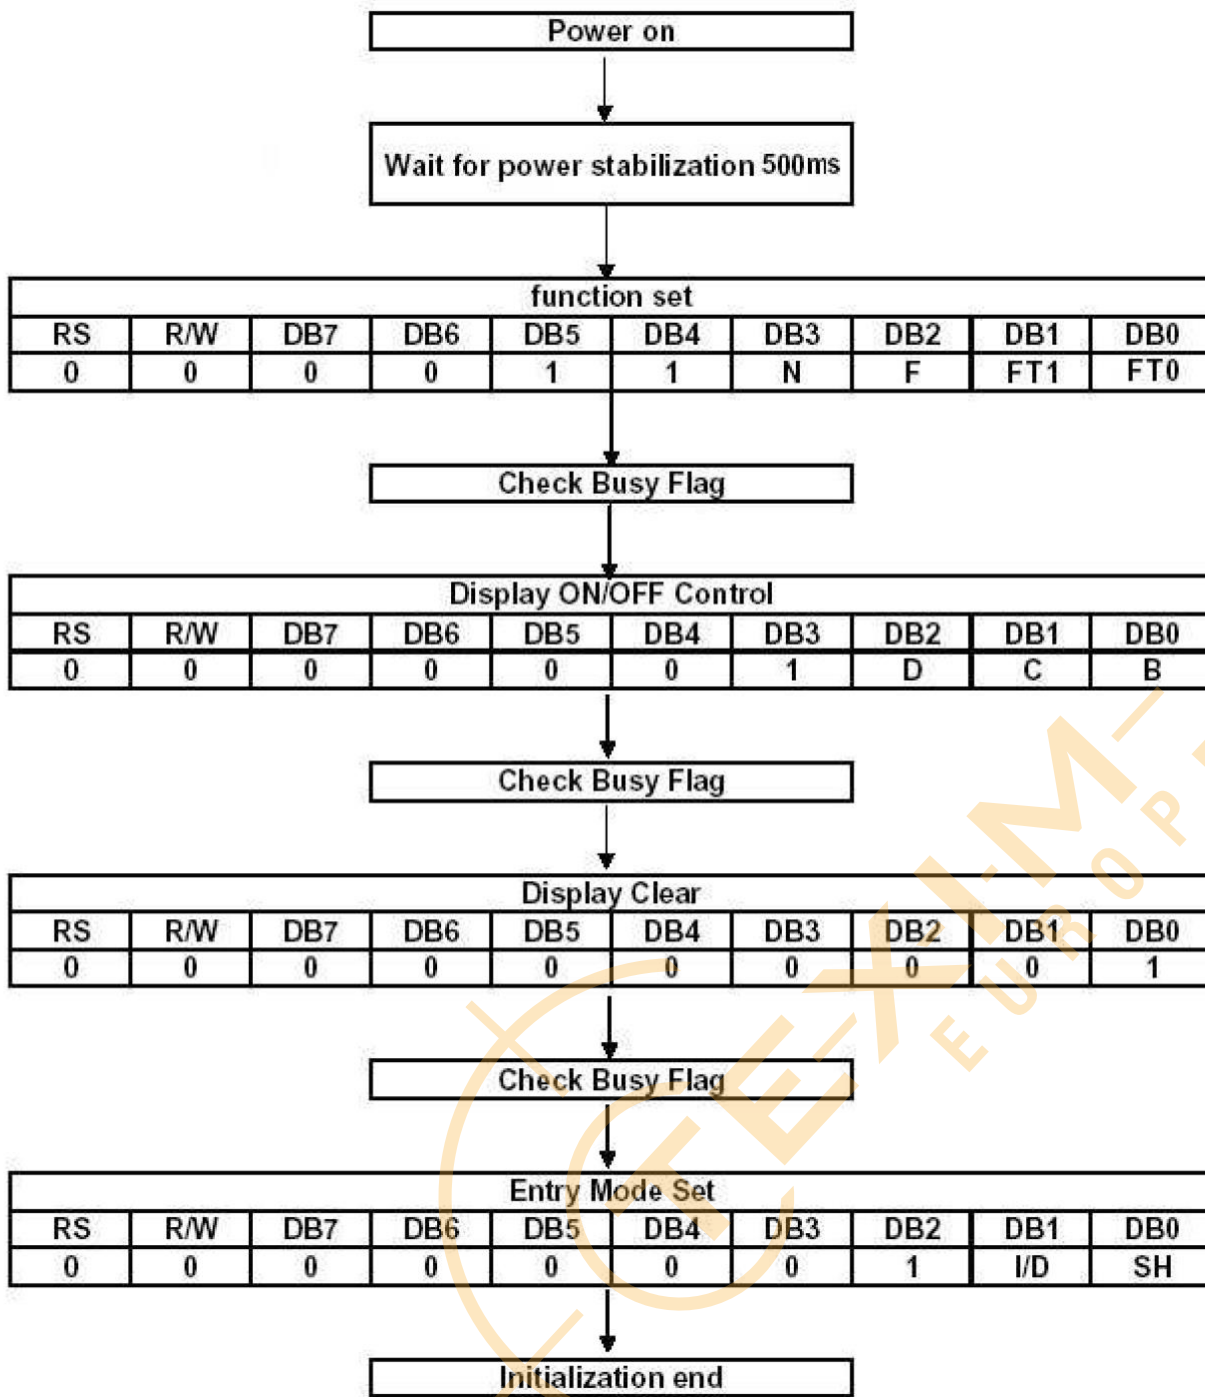 Power on
Wait for power stabilization 500ms
function set
RS R/W DB7 DB6 DB5 DB4 DB3 DB2 DB1 DB0
0 0 0 0 1 1 N F FT1 FT0
Check Busy Flag
Display ON/OFF Control
RS R/W DB7 DB6 DB5 DB4 DB3 DB2 DB1 DB0
0 0 0 0 0 0 1 D C B
Check Busy Flag
Display Clear
RS R/W DB7 DB6 DB5 DB4 DB3 DB2 DB1 DB0
0 0 0 0 0 0 0 0 0 1
Check Busy Flag
Entry Mode Set
RS R/W DB7 DB6 DB5 DB4 DB3 DB2 DB1 DB0
0 0 0 0 0 0 0 1 I/D SH
Initialization end
TEXIM
EUROP